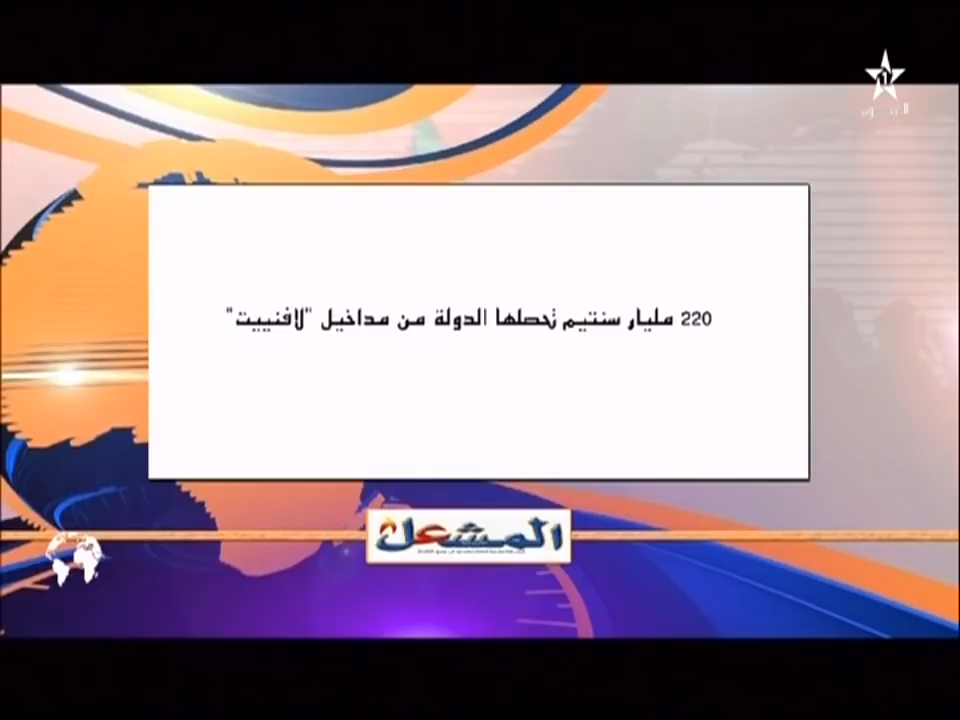 220 مليار سنتيم تحصلها الدولة من مداخيل "لافنييت"
المشعل